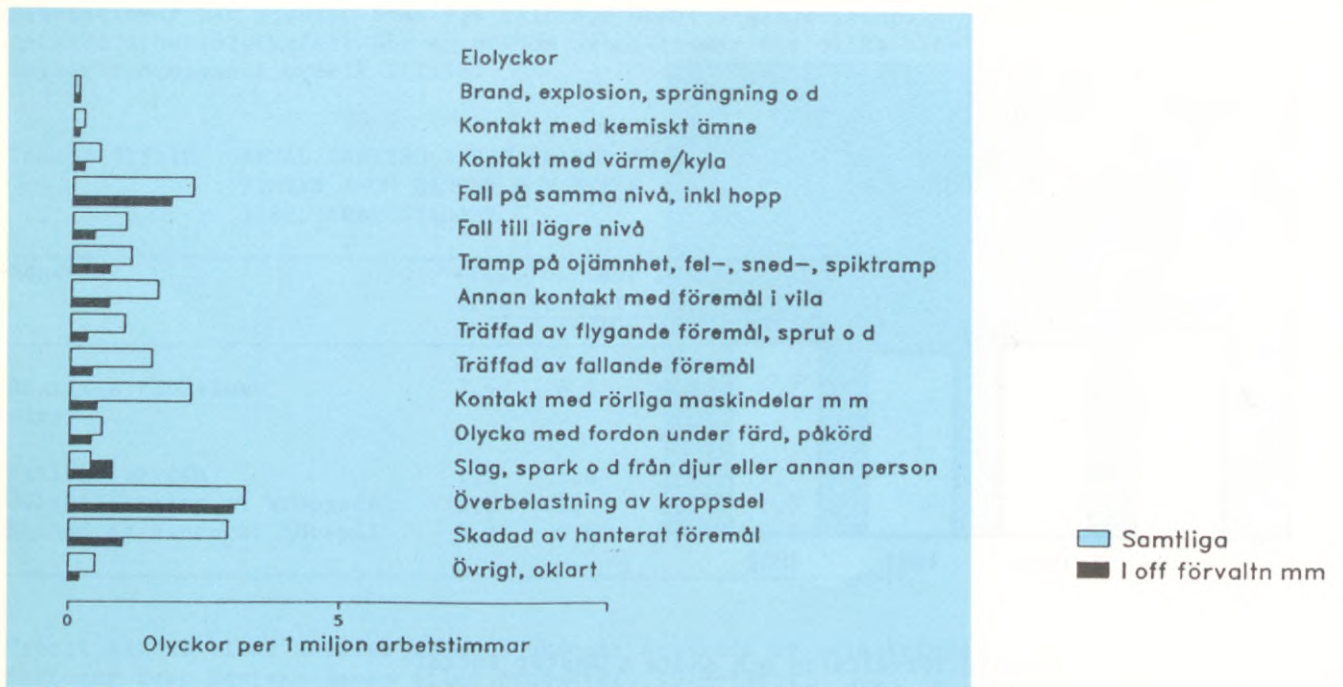 Elolyckor
Brand, explosion, sprängning o d
Kontakt med kemiskt ämne
Kontakt med värme/kyla
Fall på samma nivå, inkl hopp
Fall till lägre nivå
Tramp på ojämnhet, fel-, sned-, spiktramp
Annan kontakt med föremål i vila
Träffad av flygande föremål, sprut o d
Träffad av fallande föremål
Kontakt med rörliga maskindelar m m
Olycka med fordon under färd, påkörd
Slag, spark o d från djur eller annan person
Överbelastning av kroppsdel
Skadad av hanterat föremål
Övrigt, oklart
0 5
Olyckor per 1 miljon arbetstimmar
Samtliga
I off förvaltn mm